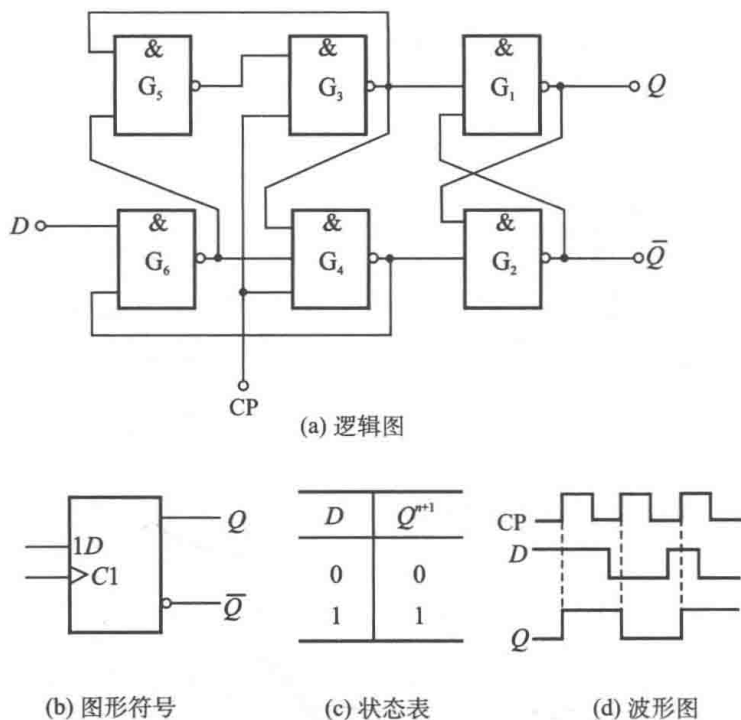 & & &
G₅ G₃ G₁ Q
D & & &
G₆ G₄ G₂ Q̅
CP
(a) 逻辑图
Q
1D
C1
Q̅
(b) 图形符号
D Qⁿ⁺¹
0 0
1 1
(c) 状态表
CP
D
Q
(d) 波形图